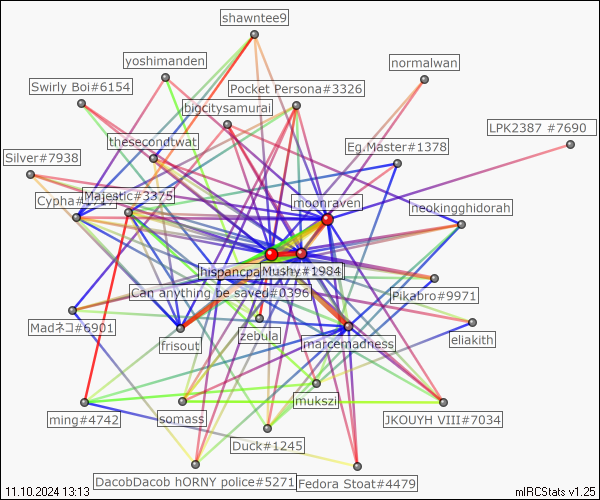 shawntee9
yoshimanden
normalwan
Swirly Boi#6154
Pocket Persona#3326
bigcitysamurai
LPK2387 #7690
thesecondtwat
Eg.Master#1378
Silver#7938
Cypha#
Majestic#3375
moonraven
neokingghidorah
hispancpa
Mushy#1984
Can anything be saved#0396
Pikabro#9971
Madネコ#6901
frisout
zebula
marcemadness
eliakith
mukszi
ming#4742
somass
JKOUYH VIII#7034
Duck#1245
DacobDacob hORNY police#5271
Fedora Stoat#4479
11.10.2024 13:13
mIRCStats v1.25